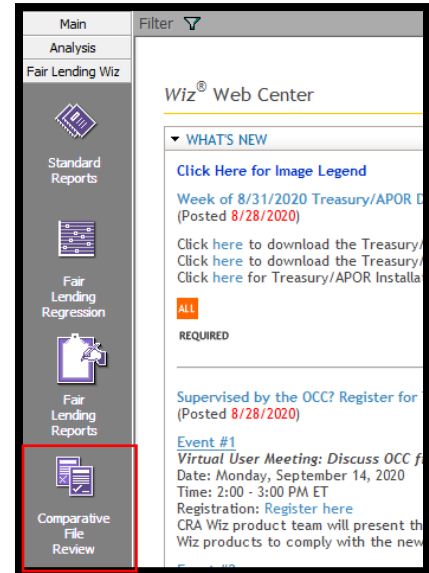 Main
Analysis
Fair Lending Wiz
Standard
Reports
Fair
Lending
Regression
Fair
Lending
Reports
Comparative
File
Review
Filter
Wiz® Web Center
WHAT'S NEW
Click Here for Image Legend
Week of 8/31/2020 Treasury/APOR D
(Posted 8/28/2020)
Click here to download the Treasury/
Click here to download the Treasury/
Click here for Treasury/APOR Installa
ALL
REQUIRED
Supervised by the OCC? Register for
(Posted 8/28/2020)
Event #1
Virtual User Meeting: Discuss OCC f
Date: Monday, September 14, 2020
Time: 2:00 - 3:00 PM ET
Registration: Register here
CRA Wiz product team will present th
Wiz products to comply with the new